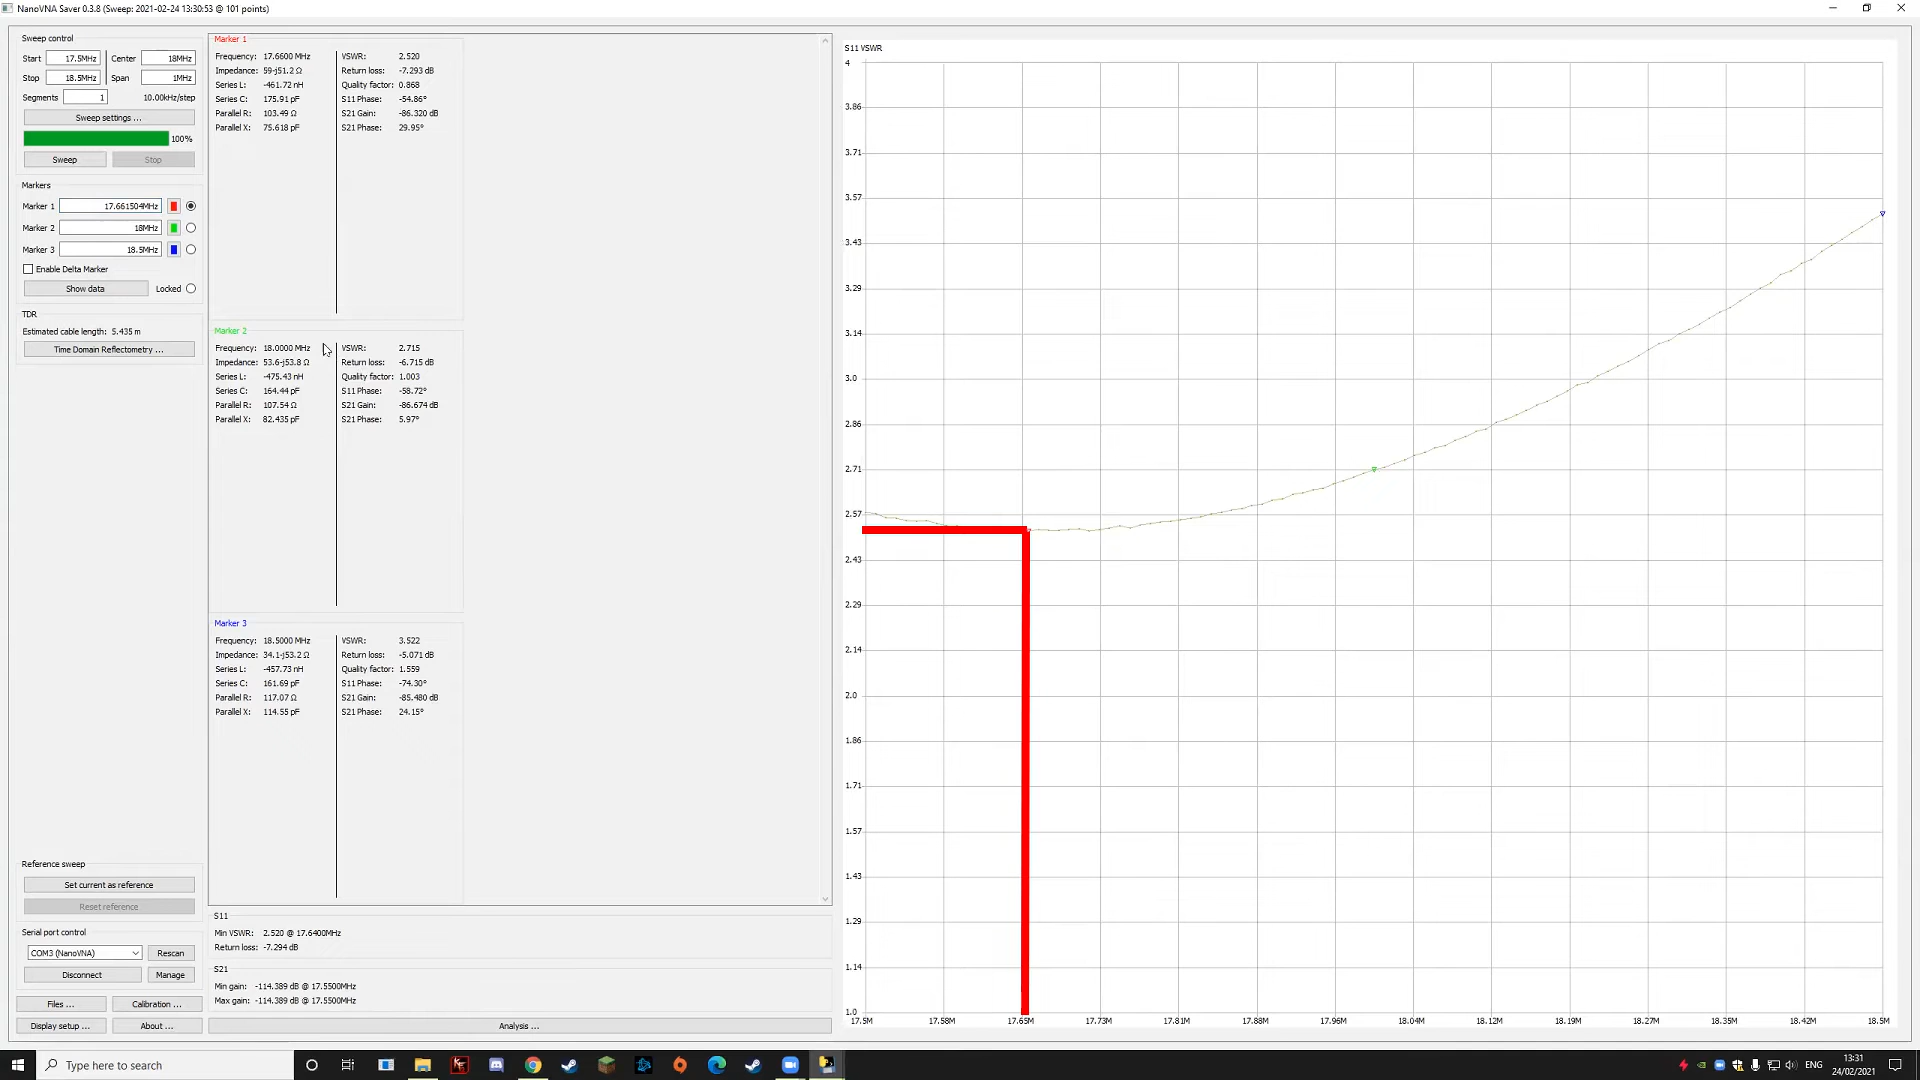 NanoVNA Saver 0.3.8 (Sweep: 2021-02-24 13:30:53 @ 101 points)
Sweep control
Start 17.5MHz Center 18MHz
Stop 18.5MHz Span 1MHz
Segments 1 10.00kHz/step
Sweep settings ...
100%
Sweep Stop
Markers
Marker 1 17.661504MHz
Marker 2 18MHz
Marker 3 18.5MHz
Enable Delta Marker
Show data Locked
TDR
Estimated cable length: 5.435 m
Time Domain Reflectometry ...
Reference sweep
Set current as reference
Reset reference
Serial port control
COM3 (NanoVNA) Rescan
Disconnect Manage
Files ... Calibration ...
Display setup ... About ...
Marker 1
Frequency: 17.6600 MHz VSWR: 2.520
Impedance: 59-j51.2 Ω Return loss: -7.293 dB
Series L: -461.72 nH Quality factor: 0.868
Series C: 175.91 pF S11 Phase: -54.86°
Parallel R: 103.49 Ω S21 Gain: -86.320 dB
Parallel X: 75.618 pF S21 Phase: 29.95°
Marker 2
Frequency: 18.0000 MHz VSWR: 2.715
Impedance: 53.6-j53.8 Ω Return loss: -6.715 dB
Series L: -475.43 nH Quality factor: 1.003
Series C: 164.44 pF S11 Phase: -58.72°
Parallel R: 107.54 Ω S21 Gain: -86.674 dB
Parallel X: 82.435 pF S21 Phase: 5.97°
Marker 3
Frequency: 18.5000 MHz VSWR: 3.522
Impedance: 34.1-j53.2 Ω Return loss: -5.071 dB
Series L: -457.73 nH Quality factor: 1.559
Series C: 161.69 pF S11 Phase: -74.30°
Parallel R: 117.07 Ω S21 Gain: -85.480 dB
Parallel X: 114.55 pF S21 Phase: 24.15°
S11
Min VSWR: 2.520 @ 17.6400MHz
Return loss: -7.294 dB
S21
Min gain: -114.389 dB @ 17.5500MHz
Max gain: -114.389 dB @ 17.5500MHz
Analysis ...
S11 VSWR
4
3.86
3.71
3.57
3.43
3.29
3.14
3.0
2.86
2.71
2.57
2.43
2.29
2.14
2.0
1.86
1.71
1.57
1.43
1.29
1.14
1.0
17.5M 17.58M 17.65M 17.73M 17.81M 17.88M 17.96M 18.04M 18.12M 18.19M 18.27M 18.35M 18.42M 18.5M
Type here to search
ENG
13:31
24/02/2021